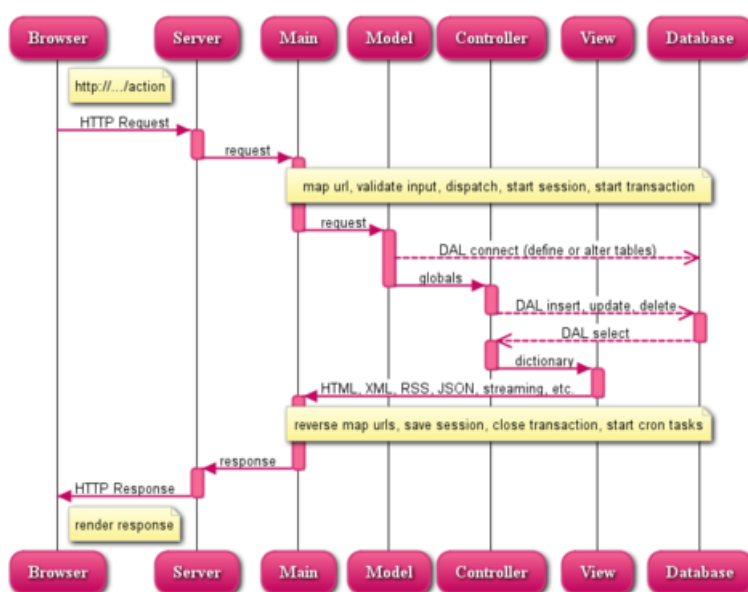 Browser Server Main Model Controller View Database
http://.../action
HTTP Request
request
map url, validate input, dispatch, start session, start transaction
request
DAL connect (define or alter tables)
globals
DAL insert, update, delete
DAL select
dictionary
HTML, XML, RSS, JSON, streaming, etc.
reverse map urls, save session, close transaction, start cron tasks
response
HTTP Response
render response
Browser Server Main Model Controller View Database